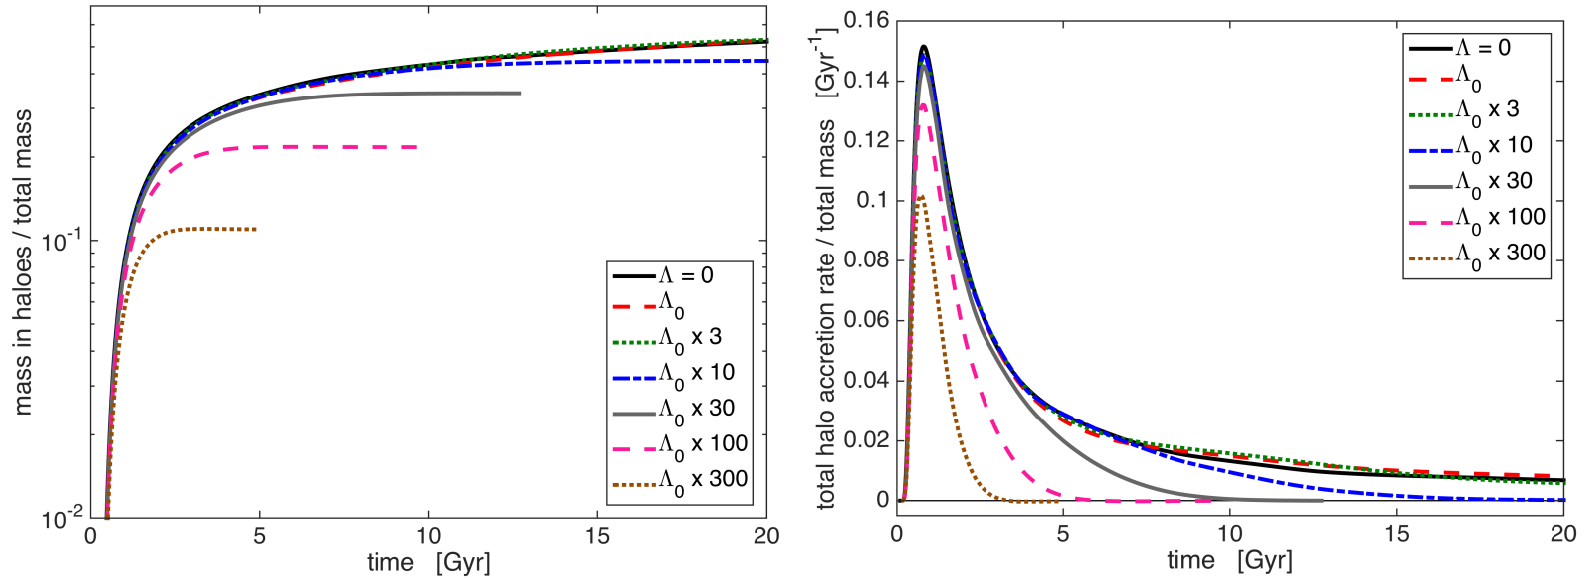 mass in haloes / total mass
10⁻¹
10⁻²
0
5
10
15
20
time [Gyr]
Λ = 0
Λ₀
Λ₀ x 3
Λ₀ x 10
Λ₀ x 30
Λ₀ x 100
Λ₀ x 300
total halo accretion rate / total mass [Gyr⁻¹]
0.16
0.14
0.12
0.1
0.08
0.06
0.04
0.02
0
0
5
10
15
20
time [Gyr]
Λ = 0
Λ₀
Λ₀ x 3
Λ₀ x 10
Λ₀ x 30
Λ₀ x 100
Λ₀ x 300